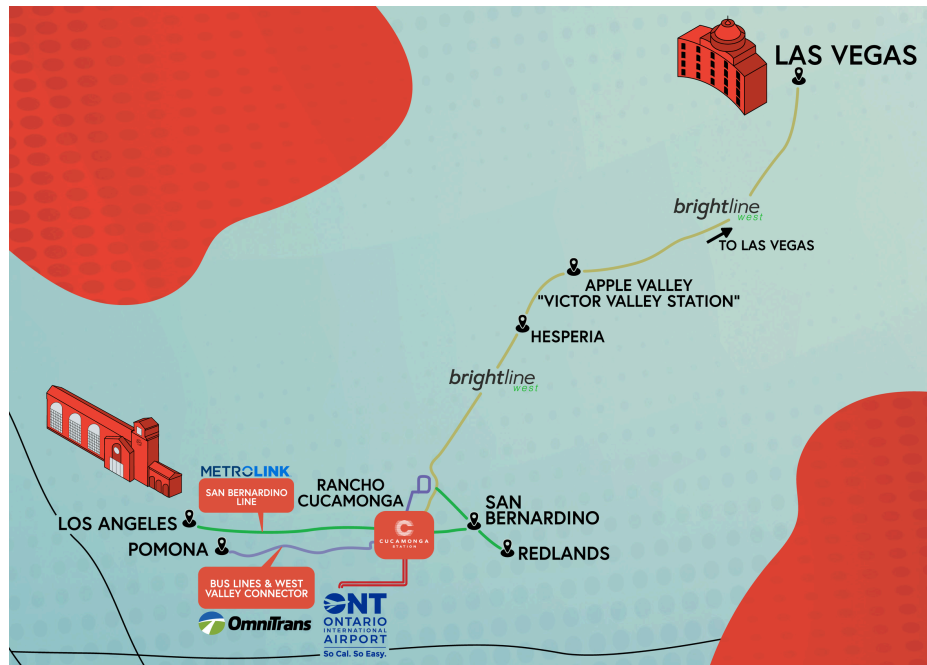 LAS VEGAS
brightline
west
TO LAS VEGAS
APPLE VALLEY
"VICTOR VALLEY STATION"
HESPERIA
brightline
west
METROLINK
SAN BERNARDINO
LINE
RANCHO
CUCAMONGA
LOS ANGELES
C
CUCAMONGA
STATION
SAN
BERNARDINO
POMONA
REDLANDS
BUS LINES & WEST
VALLEY CONNECTOR
OmniTrans
ONT
ONTARIO
INTERNATIONAL
AIRPORT
So Cal. So Easy.